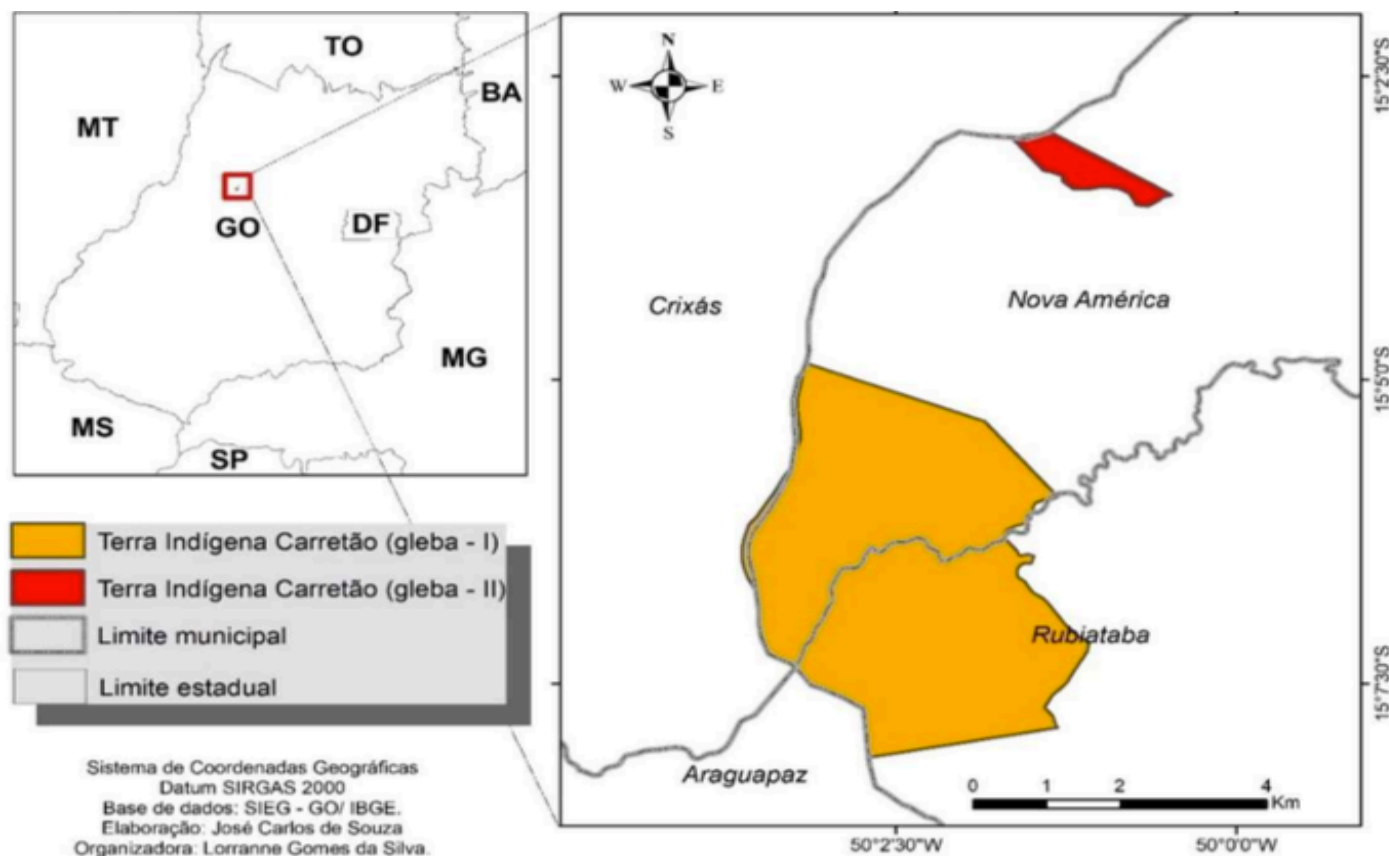 TO
BA
MT
GO
DF
MG
MS
SP
Terra Indígena Carretão (gleba - I)
Terra Indígena Carretão (gleba - II)
Limite municipal
Limite estadual
Sistema de Coordenadas Geográficas
Datum SIRGAS 2000
Base de dados: SIEG - GO/ IBGE.
Elaboração: José Carlos de Souza
Organizadora: Lorranne Gomes da Silva.
N
W
E
S
Crixás
Nova América
Rubiataba
Araguapaz
0 1 2 4
Km
15°2'30"S
15°5'0"S
15°7'30"S
50°2'30"W
50°0'0"W